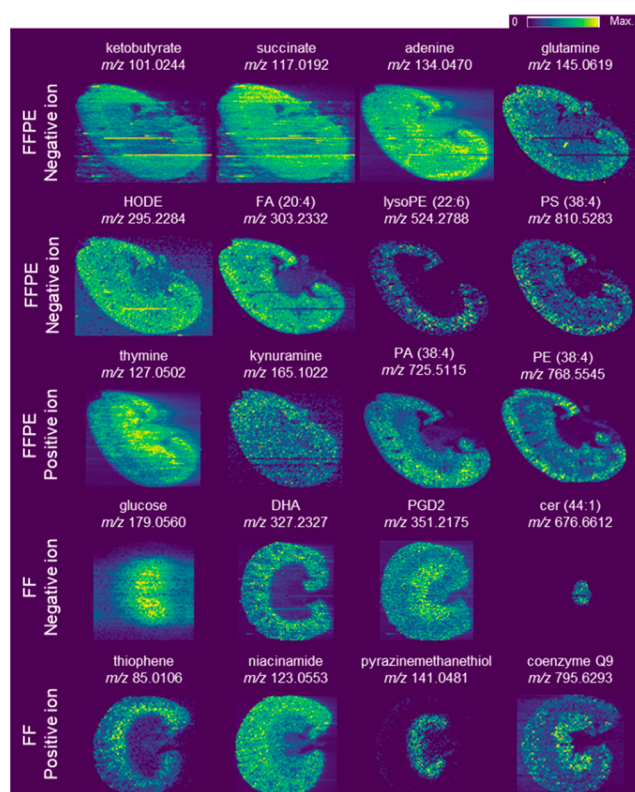 0 Max.
ketobutyrate succinate adenine glutamine
m/z 101.0244 m/z 117.0192 m/z 134.0470 m/z 145.0619
FFPE
Negative ion
HODE FA (20:4) lysoPE (22:6) PS (38:4)
m/z 295.2284 m/z 303.2332 m/z 524.2788 m/z 810.5283
FFPE
Negative ion
thymine kynuramine PA (38:4) PE (38:4)
m/z 127.0502 m/z 165.1022 m/z 725.5115 m/z 768.5545
FFPE
Positive ion
glucose DHA PGD2 cer (44:1)
m/z 179.0560 m/z 327.2327 m/z 351.2175 m/z 676.6612
FF
Negative ion
thiophene niacinamide pyrazinemethanethiol coenzyme Q9
m/z 85.0106 m/z 123.0553 m/z 141.0481 m/z 795.6293
FF
Positive ion